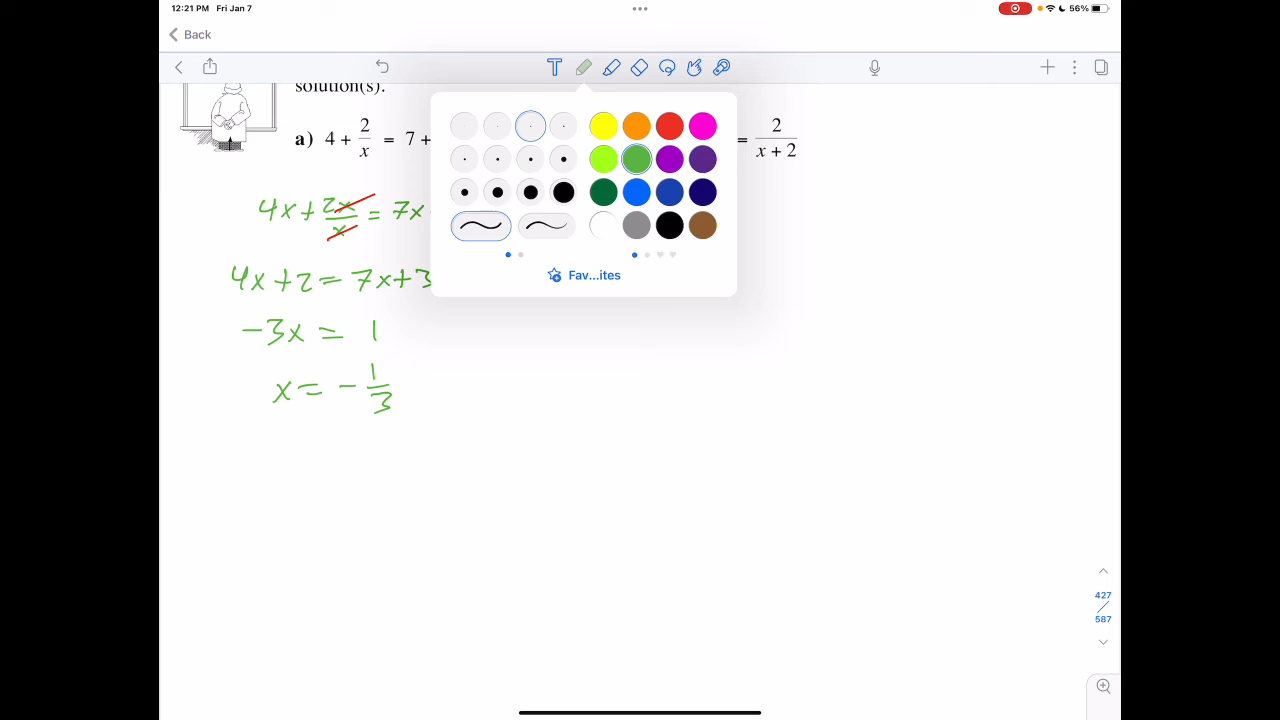 12:21 PM Fri Jan 7
56%
Back
T
solution(s).
a) 4 + 2/x = 7 +
= 2/(x + 2)
4x + 2x/x = 7x
4x + 2 = 7x + 3
-3x = 1
x = - 1/3
Fav...ites
427
587